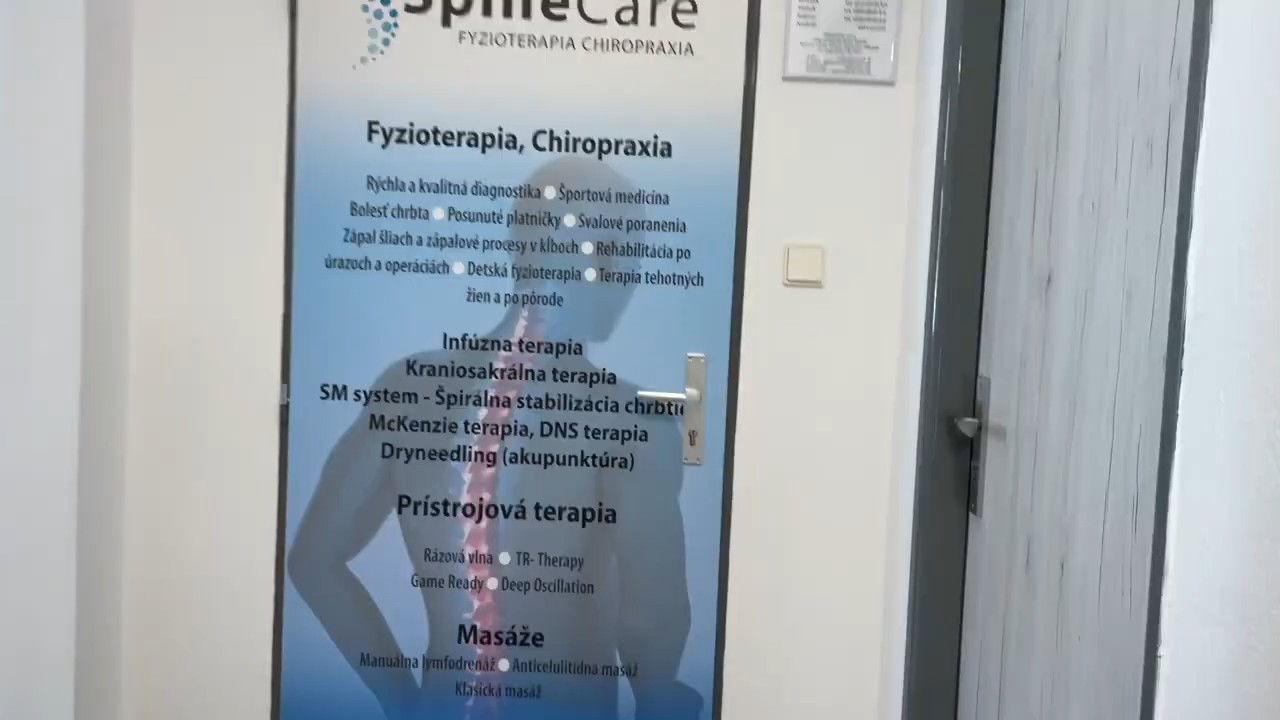 SpineCare
FYZIOTERAPIA CHIROPRAXIA
Fyzioterapia, Chiropraxia
Rýchla a kvalitná diagnostika Športová medicína
Bolesť chrbta Posunuté platničky Svalové poranenia
Zápal šliach a zápalové procesy v kĺboch Rehabilitácia po
úrazoch a operáciách Detská fyzioterapia Terapia tehotných
žien a po pôrode
Infúzna terapia
Kraniosakrálna terapia
SM system - Špirálna stabilizácia chrbtic
McKenzie terapia, DNS terapia
Dryneedling (akupunktúra)
Prístrojová terapia
Rázová vlna TR- Therapy
Game Ready Deep Oscillation
Masáže
Manuálna lymfodrenáž Anticelulitídna masáž
Klasická masáž